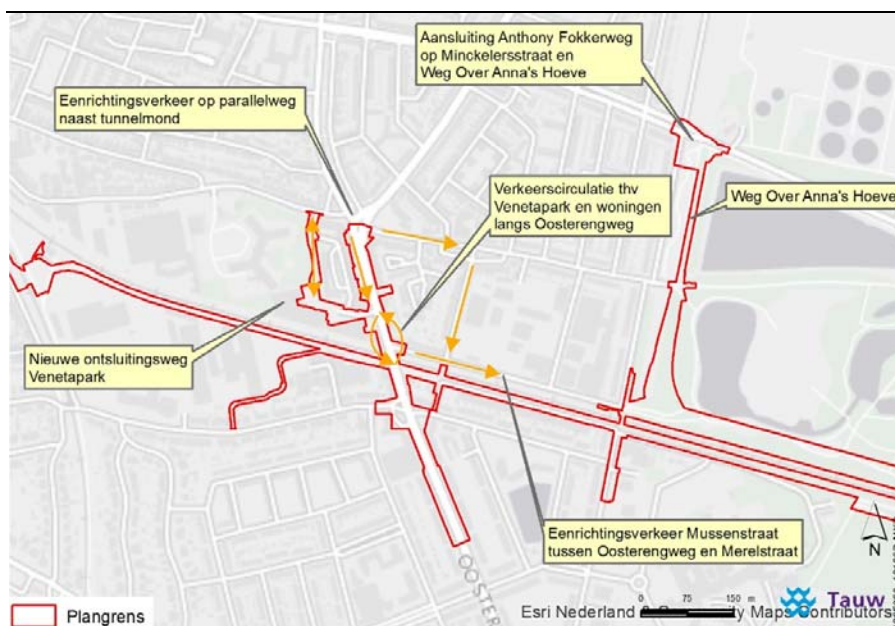 Aansluiting Anthony Fokkerweg
op Minckelersstraat en
Weg Over Anna's Hoeve
Eenrichtingsverkeer op parallelweg
naast tunnelmond
Verkeerscirculatie thv
Venetapark en woningen
langs Oosterengweg
Weg Over Anna's Hoeve
Nieuwe ontsluitingsweg
Venetapark
Eenrichtingsverkeer Mussenstraat
tussen Oosterengweg en Merelstraat
N
OOSTER
0 75 150 m
Tauw
Plangrens
Esri Nederland Maps Contributors